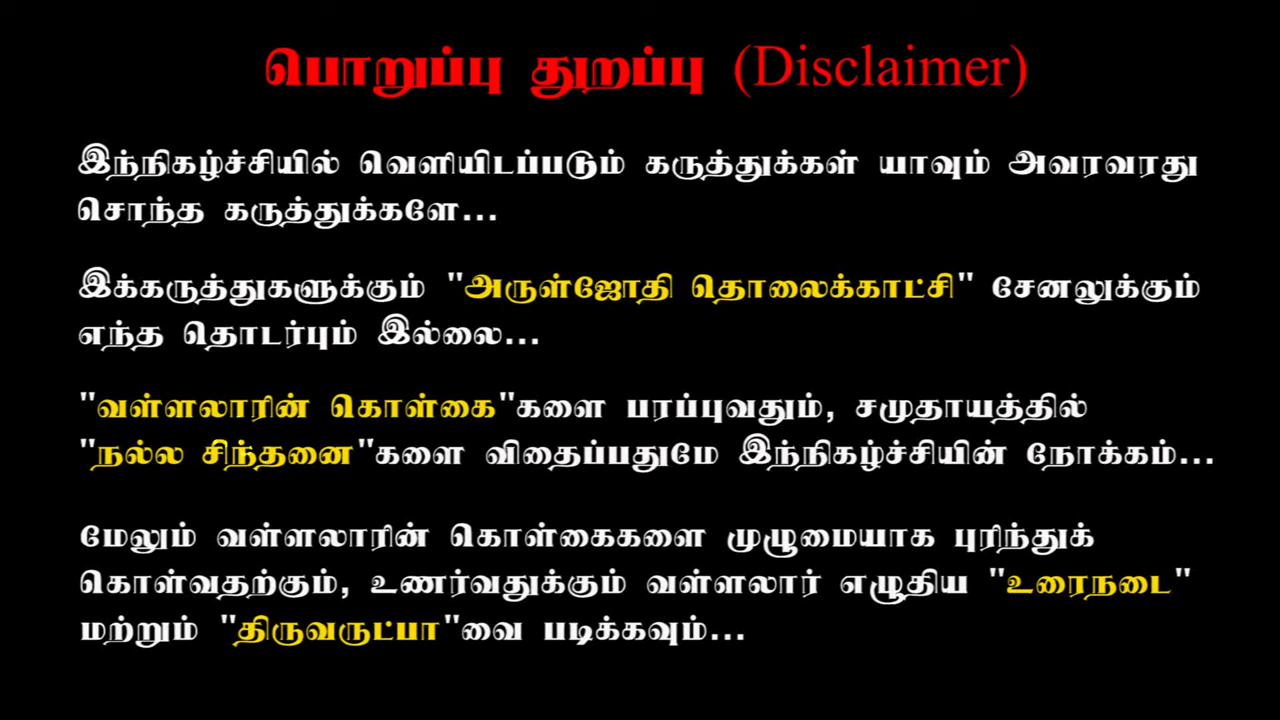 பொறுப்பு துறப்பு (Disclaimer)
இந்நிகழ்ச்சியில் வெளியிடப்படும் கருத்துக்கள் யாவும் அவரவரது
சொந்த கருத்துக்களே...
இக்கருத்துகளுக்கும் "அருள்ஜோதி தொலைக்காட்சி" சேனலுக்கும்
எந்த தொடர்பும் இல்லை...
"வள்ளலாரின் கொள்கை"களை பரப்புவதும், சமுதாயத்தில்
"நல்ல சிந்தனை"களை விதைப்பதுமே இந்நிகழ்ச்சியின் நோக்கம்...
மேலும் வள்ளலாரின் கொள்கைகளை முழுமையாக புரிந்துக்
கொள்வதற்கும், உணர்வதுக்கும் வள்ளலார் எழுதிய "உரைநடை"
மற்றும் "திருவருட்பா"வை படிக்கவும்...